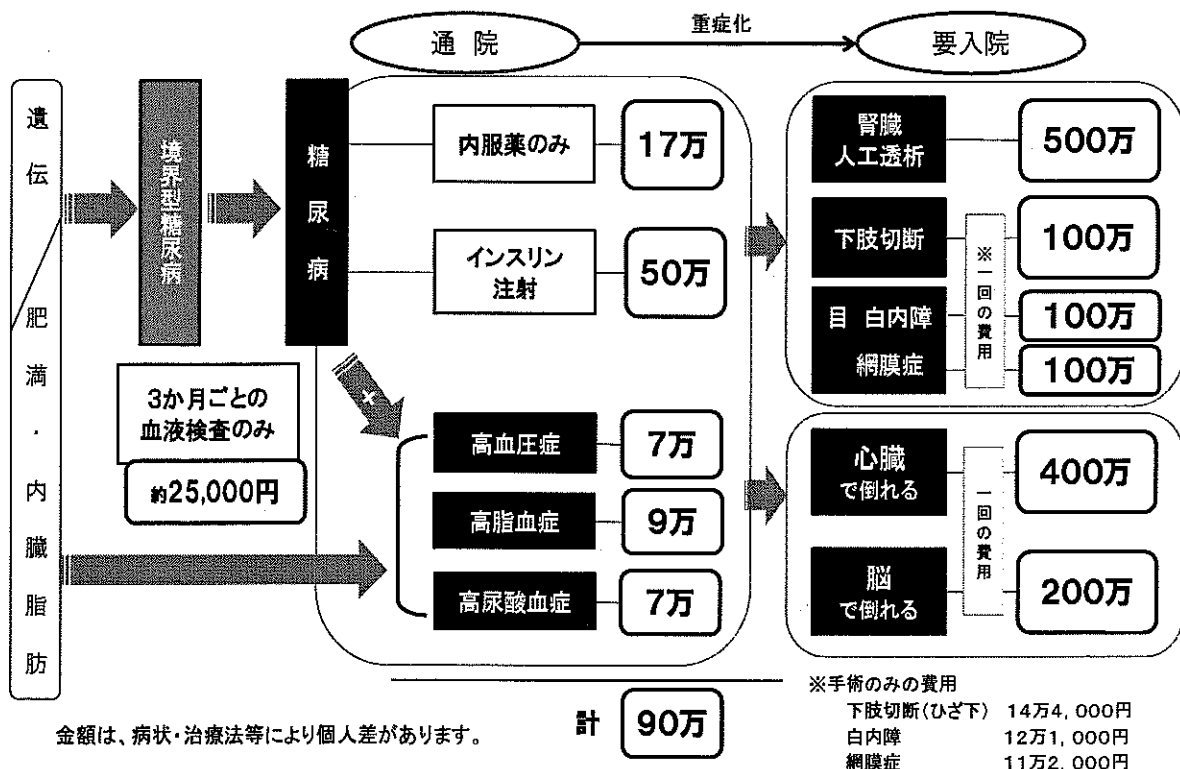 通 院
重症化
要入院
遺伝
肥満・内臓脂肪
境界型糖尿病
3か月ごとの
血液検査のみ
約25,000円
糖尿病
内服薬のみ
17万
インスリン
注射
50万
+
高血圧症
7万
高脂血症
9万
高尿酸血症
7万
計
90万
腎臓
人工透析
500万
下肢切断
100万
目 白内障
100万
網膜症
100万
※一回の費用
心臓
で倒れる
400万
脳
で倒れる
200万
一回の費用
金額は、病状・治療法等により個人差があります。
※手術のみの費用
下肢切断(ひざ下) 14万4,000円
白内障 12万1,000円
網膜症 11万2,000円